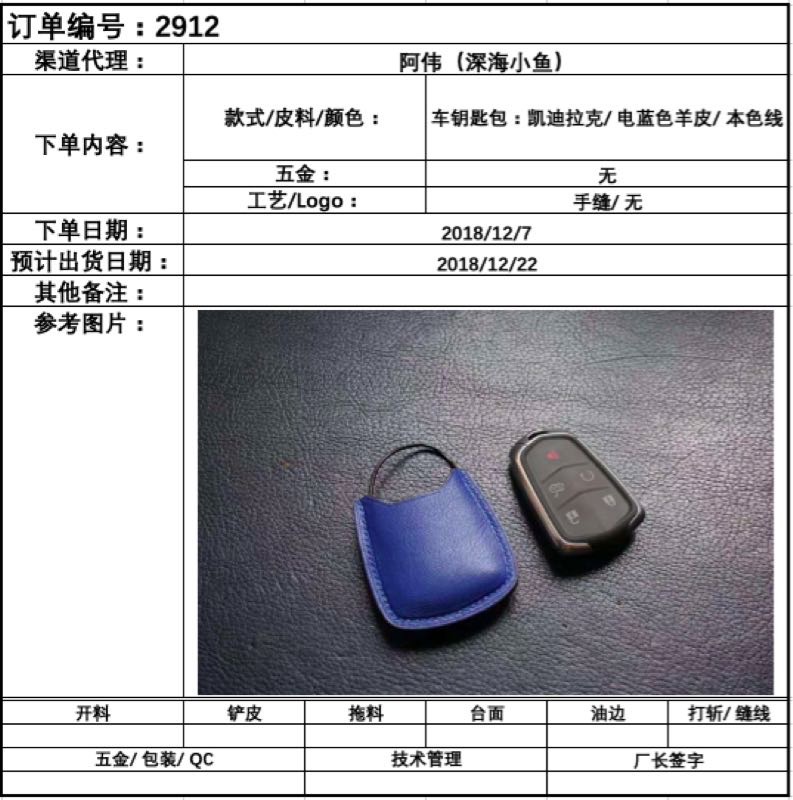 订单编号：2912
渠道代理： 阿伟（深海小鱼）
下单内容： 款式/皮料/颜色： 车钥匙包：凯迪拉克/ 电蓝色羊皮/ 本色线
五金： 无
工艺/Logo： 手缝/ 无
下单日期： 2018/12/7
预计出货日期： 2018/12/22
其他备注：
参考图片：
开料 铲皮 拖料 台面 油边 打斩/ 缝线
五金/ 包装/ QC 技术管理 厂长签字